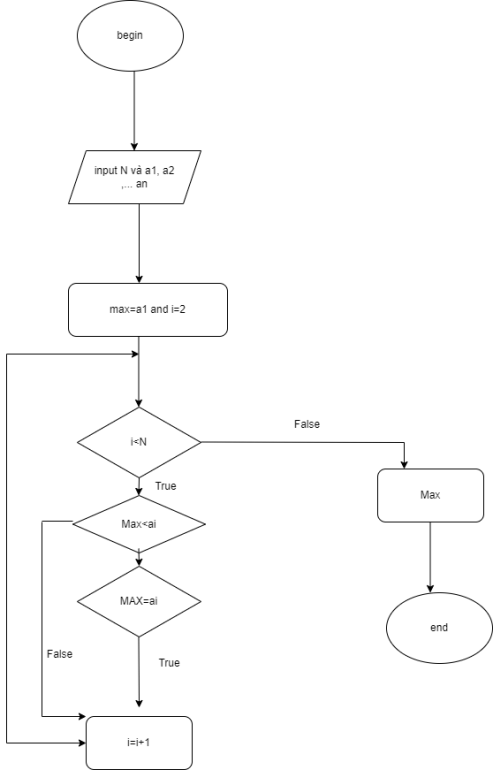 begin
input N vả a1, a2
,... an
max=a1 and i=2
i<N
False
True
Max
Max<ai
MAX=ai
end
False
True
i=i+1